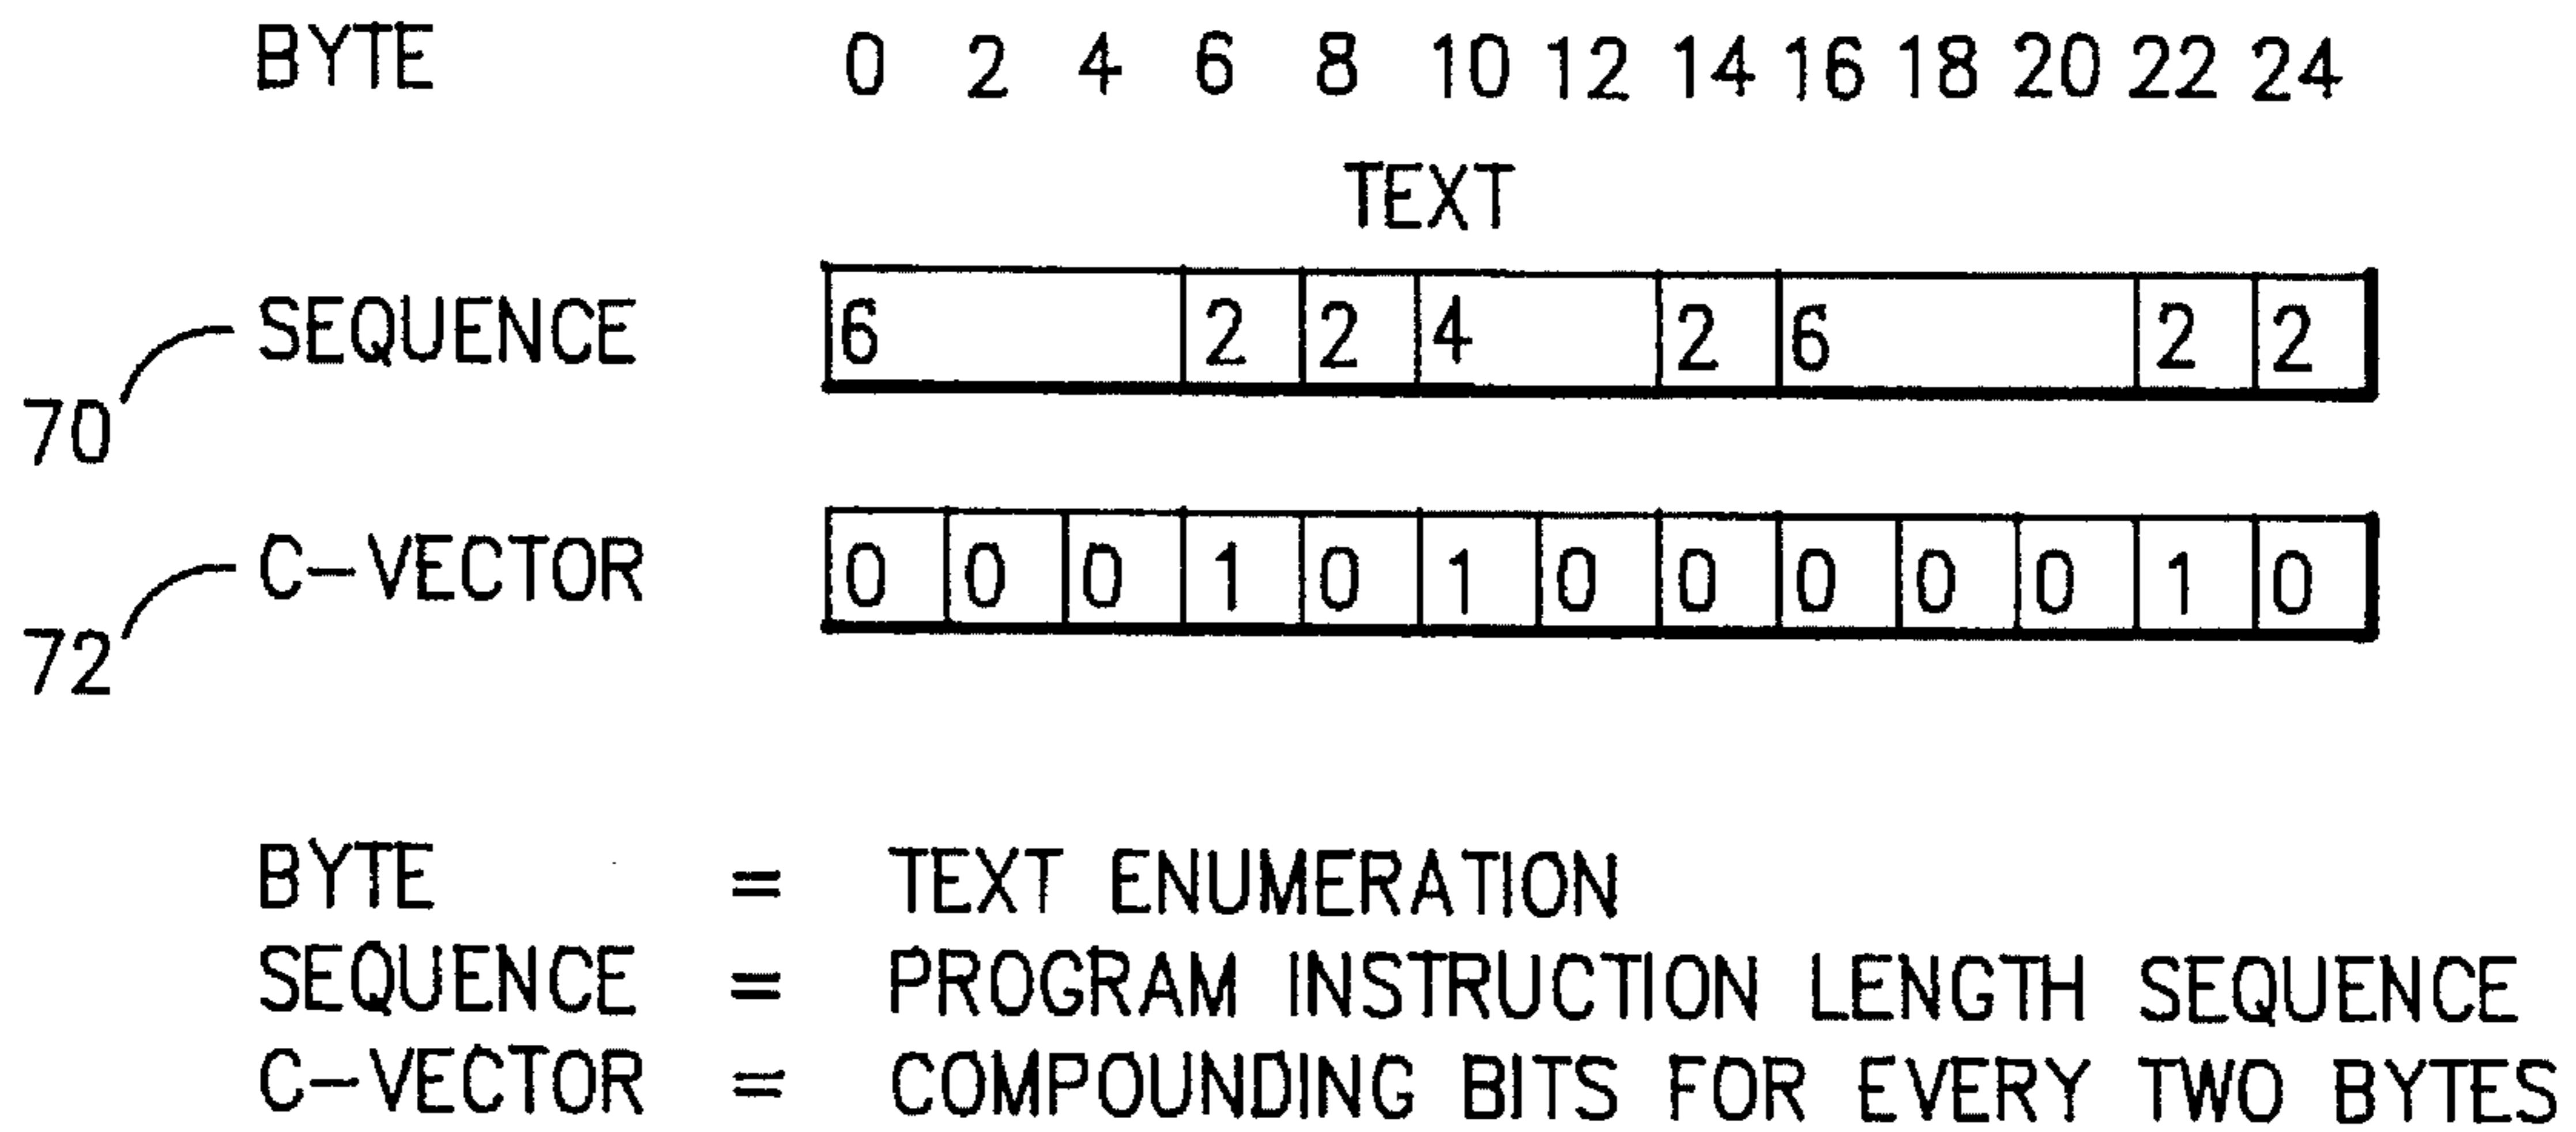 BYTE 0 2 4 6 8 10 12 14 16 18 20 22 24
TEXT
SEQUENCE 6 2 2 4 2 6 2 2
70
C-VECTOR 0 0 0 1 0 1 0 0 0 0 0 1 0
72
BYTE = TEXT ENUMERATION
SEQUENCE = PROGRAM INSTRUCTION LENGTH SEQUENCE
C-VECTOR = COMPOUNDING BITS FOR EVERY TWO BYTES